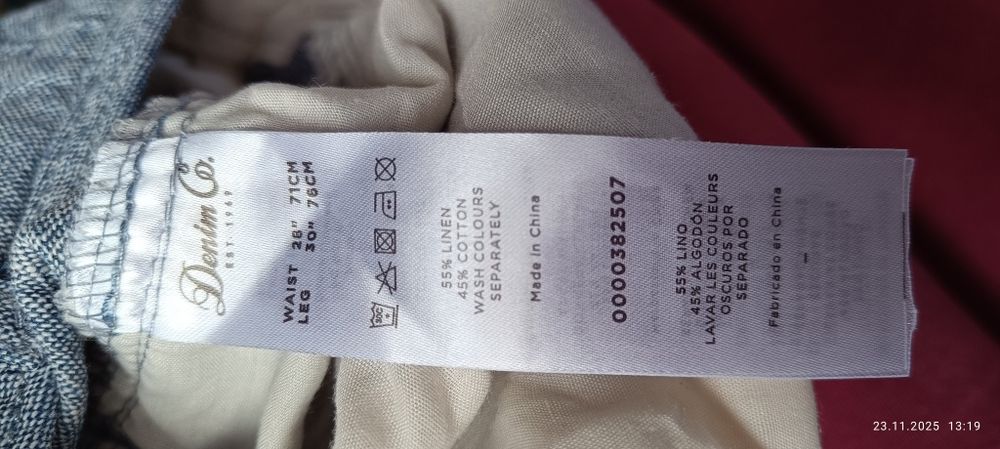 Denim Co.
EST. 1969
WAIST 28" 71CM
LEG 30" 76CM
30C
55% LINEN
45% COTTON
WASH COLOURS
SEPARATELY
Made in China
0000382507
55% LINO
45% ALGODÓN
LAVAR LES COULEURS
OSCUROS POR
SEPARADO
Fabricado en China
23.11.2025 13:19